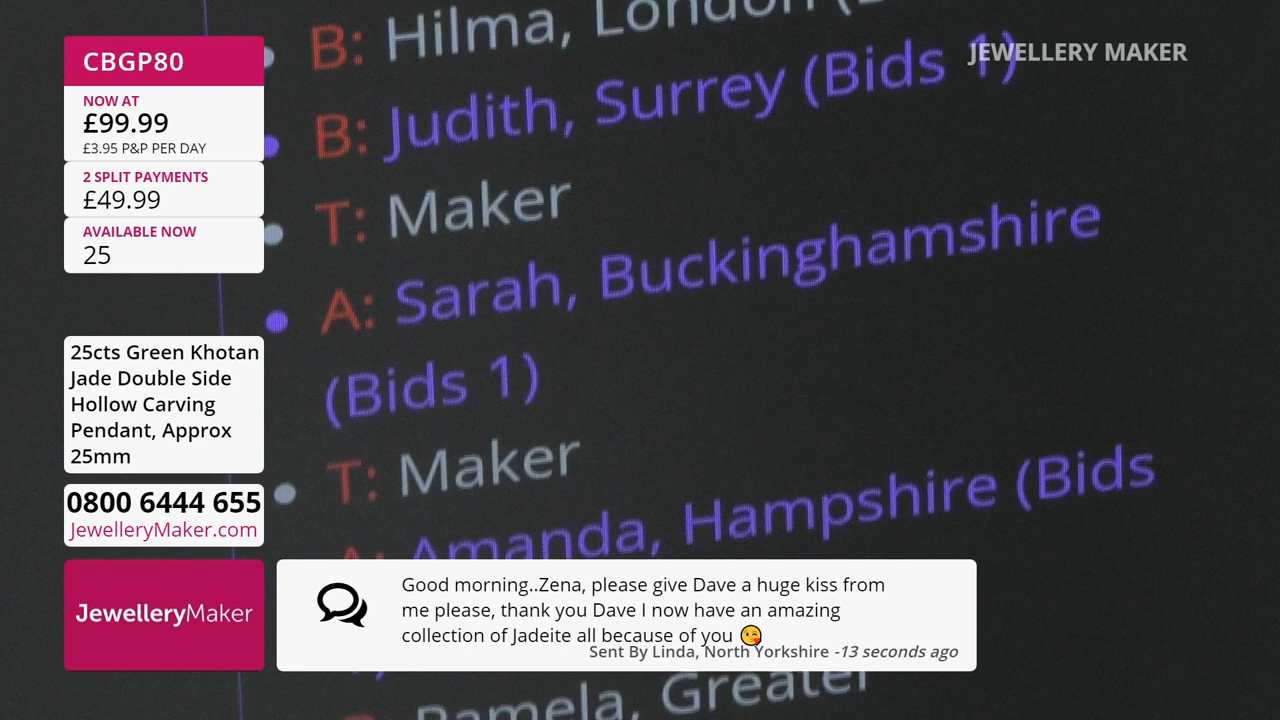 CBGP80
NOW AT
£99.99
£3.95 P&P PER DAY
2 SPLIT PAYMENTS
£49.99
AVAILABLE NOW
25
25cts Green Khotan
Jade Double Side
Hollow Carving
Pendant, Approx
25mm
0800 6444 655
JewelleryMaker.com
JewelleryMaker
JEWELLERY MAKER
B: Hilma, London
B: Judith, Surrey (Bids 1)
T: Maker
A: Sarah, Buckinghamshire
(Bids 1)
T: Maker
A: Amanda, Hampshire (Bids
Pamela, Greater
Good morning..Zena, please give Dave a huge kiss from
me please, thank you Dave I now have an amazing
collection of Jadeite all because of you 😘
Sent By Linda, North Yorkshire -13 seconds ago